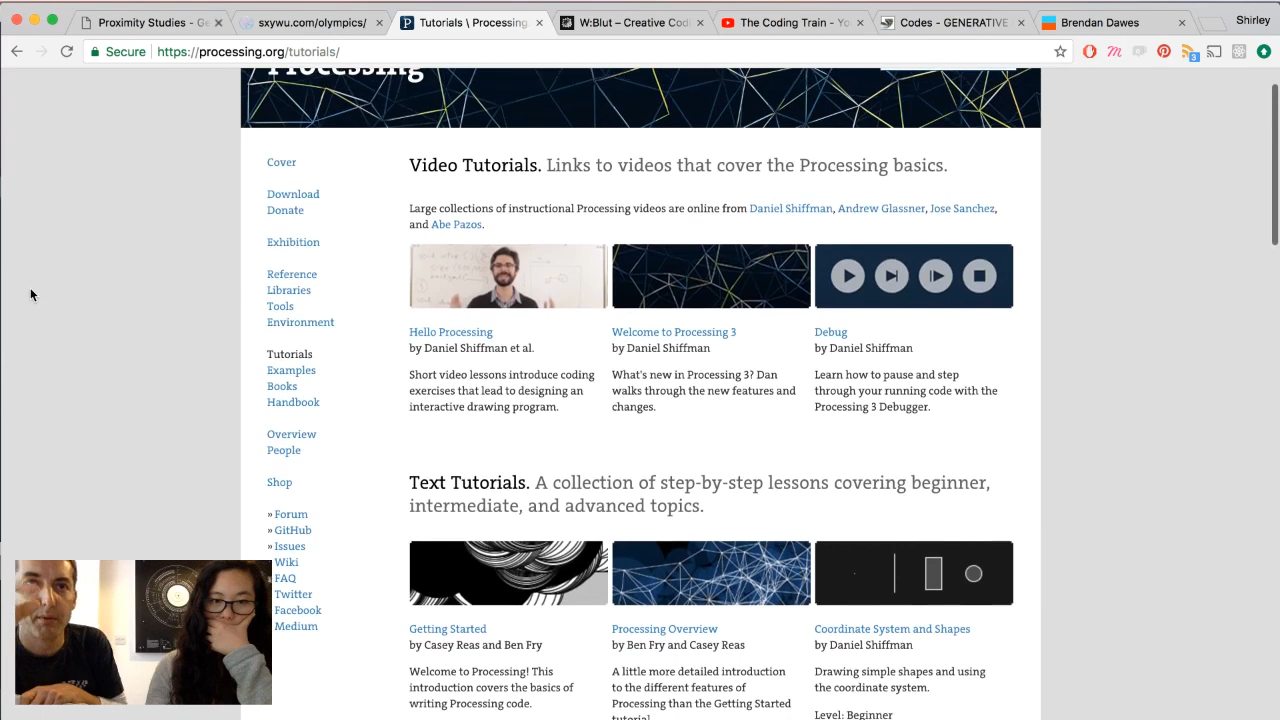 Proximity Studies - Ge
sxywu.com/olympics/
Tutorials \ Processing
W:Blut – Creative Codi
The Coding Train - Yo
Codes - GENERATIVE
Brendan Dawes
Shirley
Secure
https://processing.org/tutorials/
3
Processing
Cover
Download
Donate
Exhibition
Reference
Libraries
Tools
Environment
Tutorials
Examples
Books
Handbook
Overview
People
Shop
» Forum
» GitHub
» Issues
Wiki
FAQ
Twitter
Facebook
Medium
Video Tutorials. Links to videos that cover the Processing basics.
Large collections of instructional Processing videos are online from Daniel Shiffman, Andrew Glassner, Jose Sanchez,
and Abe Pazos.
Hello Processing
by Daniel Shiffman et al.
Short video lessons introduce coding
exercises that lead to designing an
interactive drawing program.
Welcome to Processing 3
by Daniel Shiffman
What's new in Processing 3? Dan
walks through the new features and
changes.
Debug
by Daniel Shiffman
Learn how to pause and step
through your running code with the
Processing 3 Debugger.
Text Tutorials. A collection of step-by-step lessons covering beginner,
intermediate, and advanced topics.
Getting Started
by Casey Reas and Ben Fry
Welcome to Processing! This
introduction covers the basics of
writing Processing code.
Processing Overview
by Ben Fry and Casey Reas
A little more detailed introduction
to the different features of
Processing than the Getting Started
tutorial.
Coordinate System and Shapes
by Daniel Shiffman
Drawing simple shapes and using
the coordinate system.
Level: Beginner